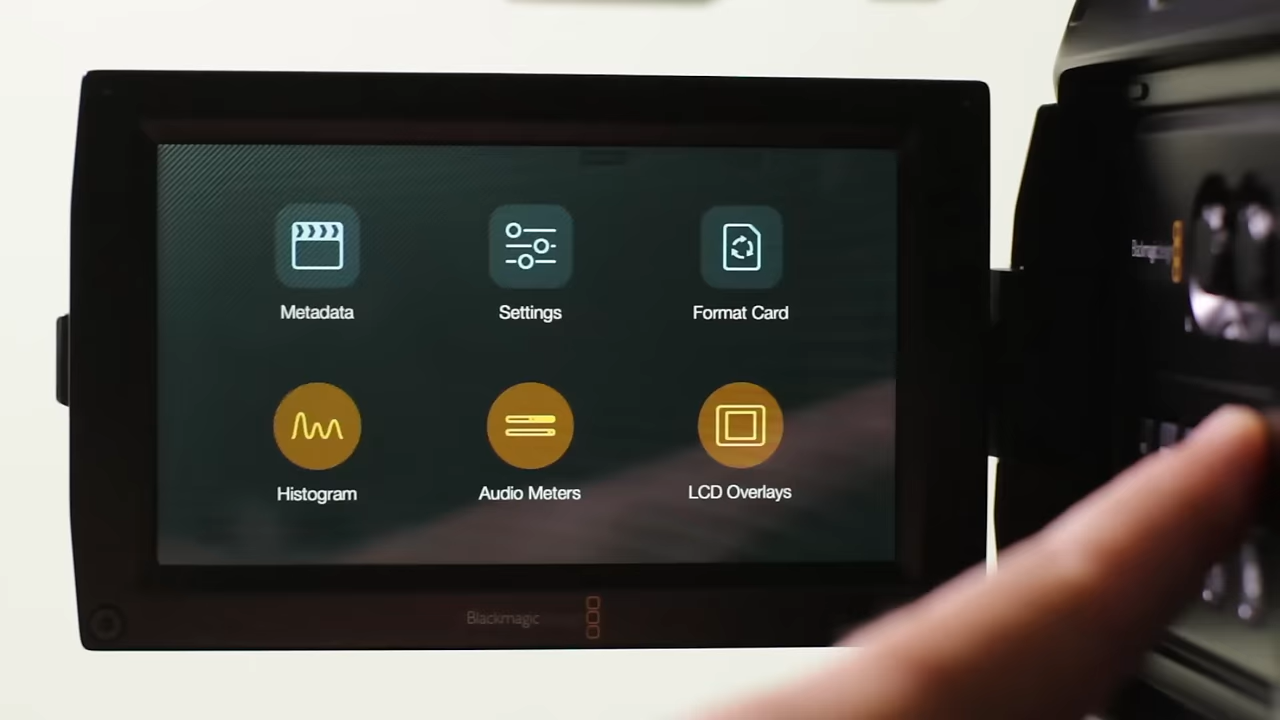 Metadata
Settings
Format Card
Histogram
Audio Meters
LCD Overlays
Blackmagic